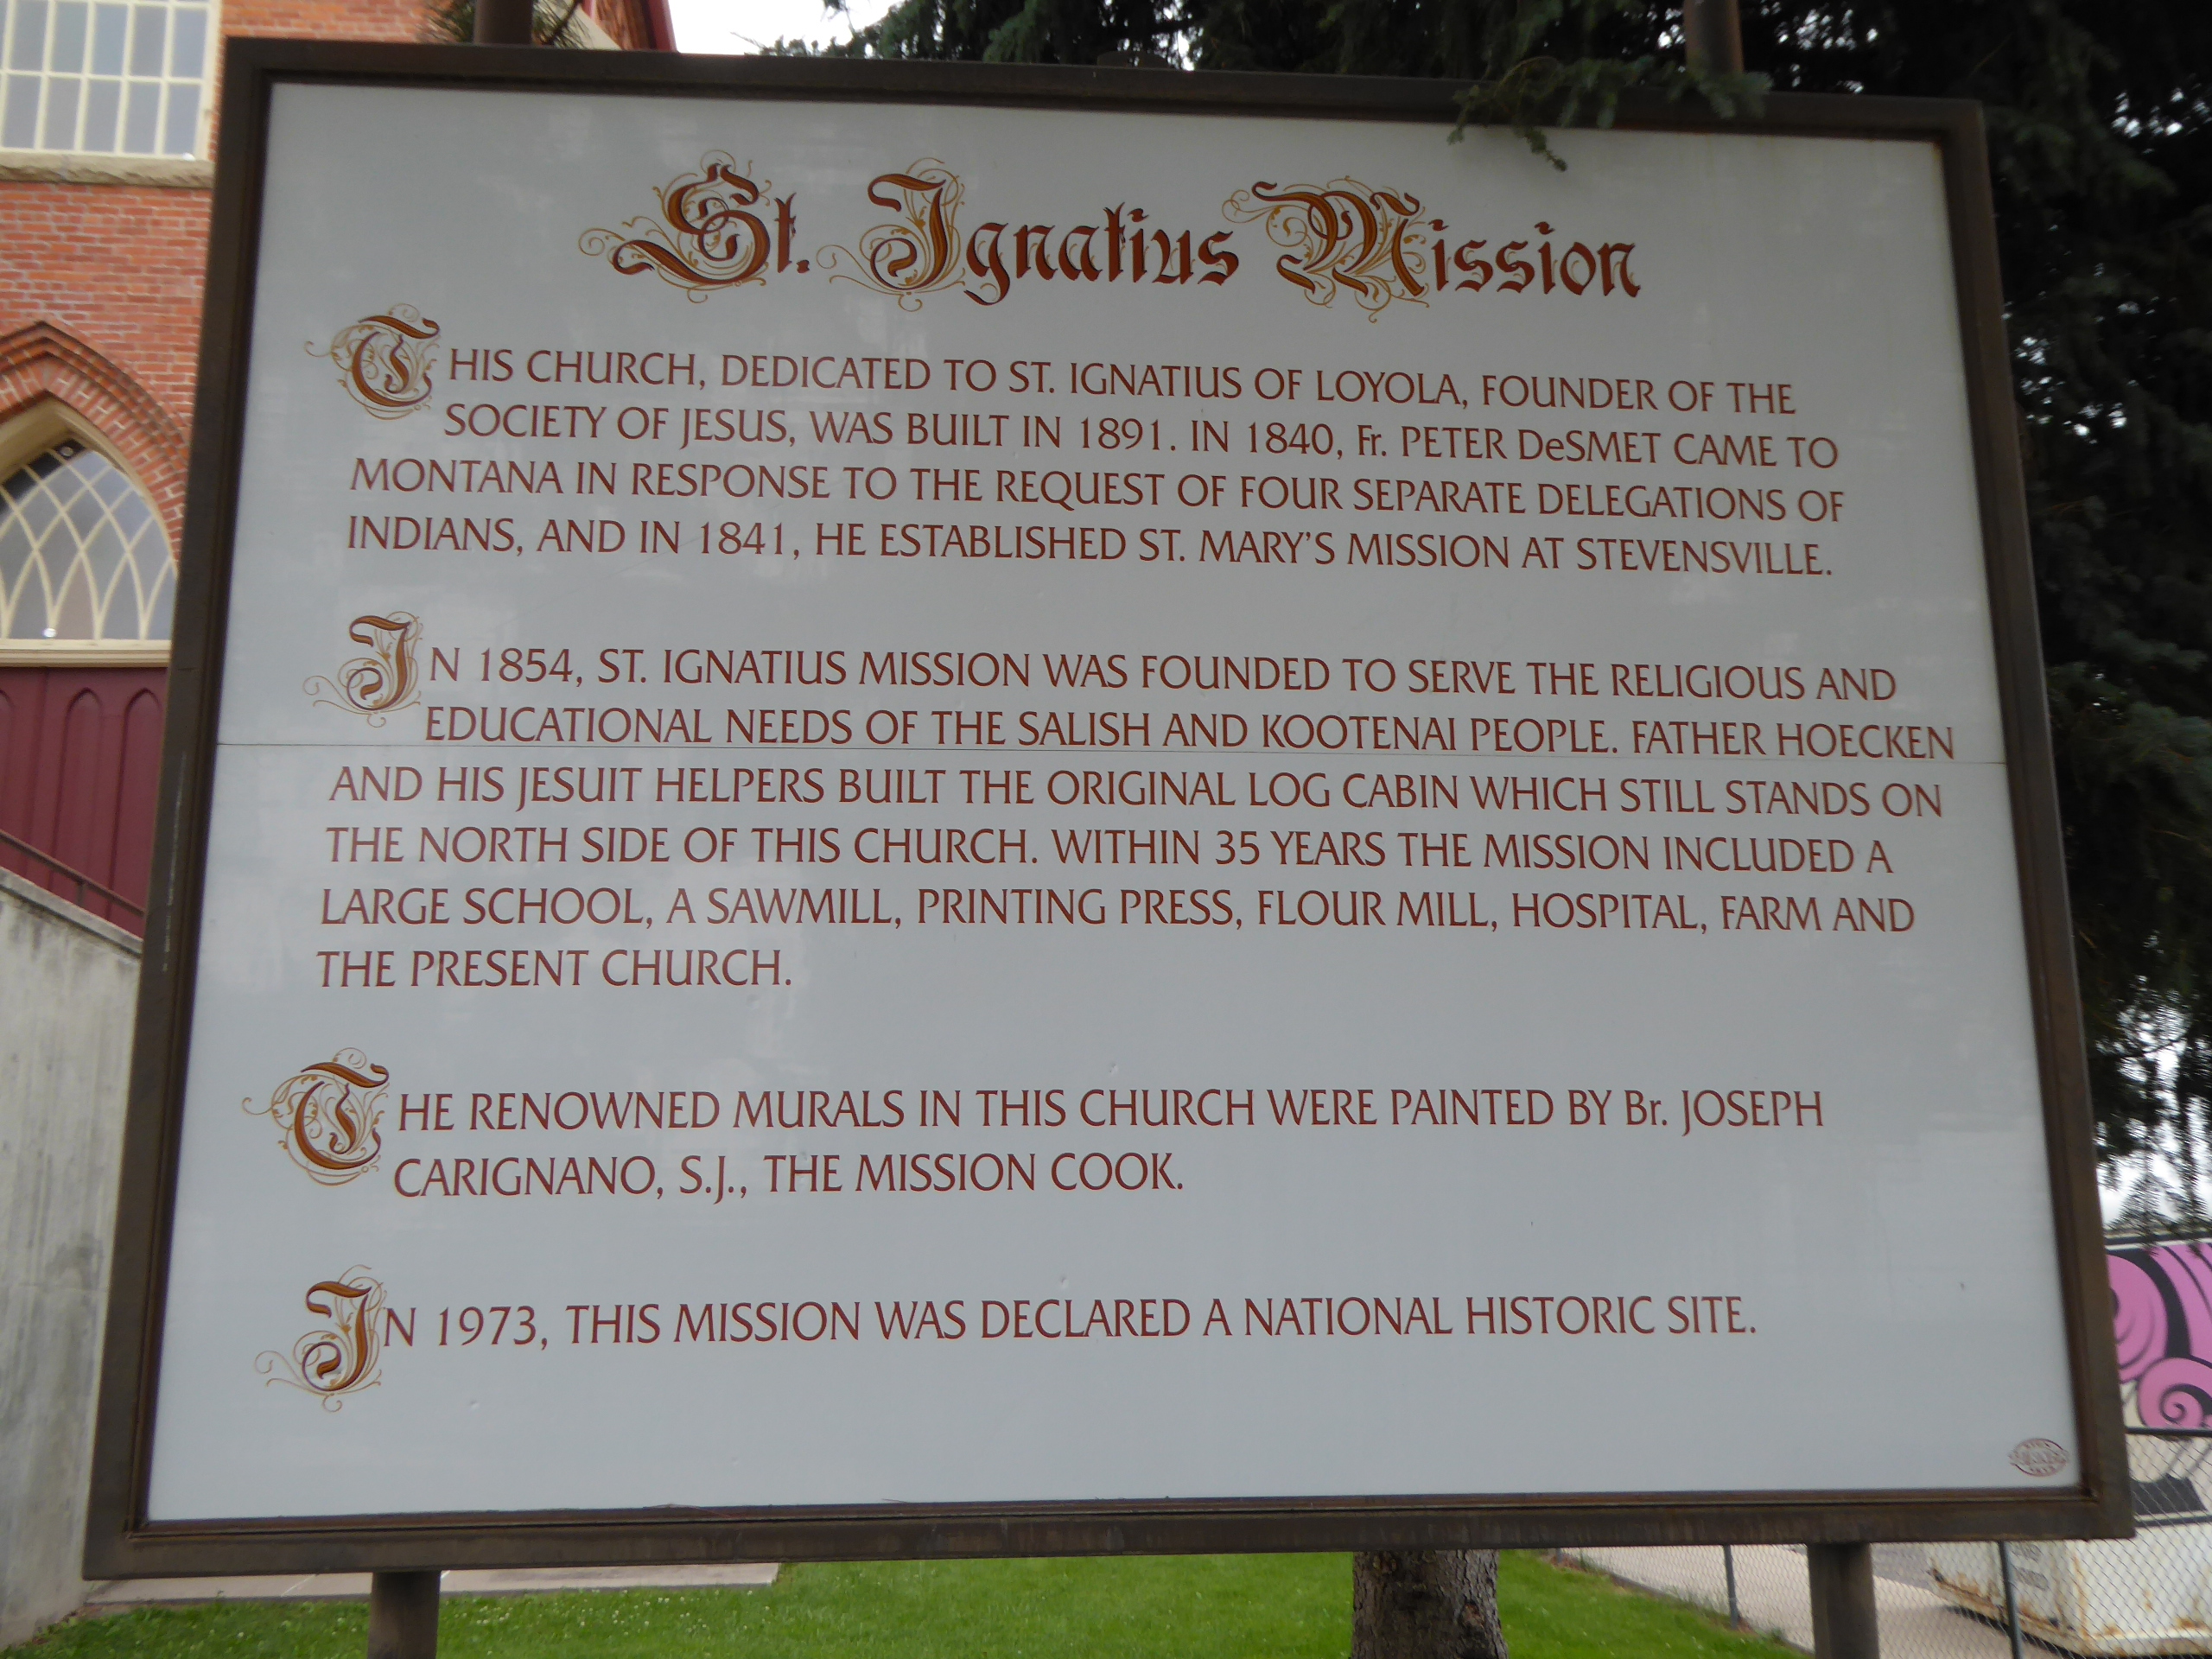 St. Ignatius Mission
THIS CHURCH, DEDICATED TO ST. IGNATIUS OF LOYOLA, FOUNDER OF THE
SOCIETY OF JESUS, WAS BUILT IN 1891. IN 1840, Fr. PETER DeSMET CAME TO
MONTANA IN RESPONSE TO THE REQUEST OF FOUR SEPARATE DELEGATIONS OF
INDIANS, AND IN 1841, HE ESTABLISHED ST. MARY'S MISSION AT STEVENSVILLE.
IN 1854, ST. IGNATIUS MISSION WAS FOUNDED TO SERVE THE RELIGIOUS AND
EDUCATIONAL NEEDS OF THE SALISH AND KOOTENAI PEOPLE. FATHER HOECKEN
AND HIS JESUIT HELPERS BUILT THE ORIGINAL LOG CABIN WHICH STILL STANDS ON
THE NORTH SIDE OF THIS CHURCH. WITHIN 35 YEARS THE MISSION INCLUDED A
LARGE SCHOOL, A SAWMILL, PRINTING PRESS, FLOUR MILL, HOSPITAL, FARM AND
THE PRESENT CHURCH.
THE RENOWNED MURALS IN THIS CHURCH WERE PAINTED BY Br. JOSEPH
CARIGNANO, S.J., THE MISSION COOK.
IN 1973, THIS MISSION WAS DECLARED A NATIONAL HISTORIC SITE.